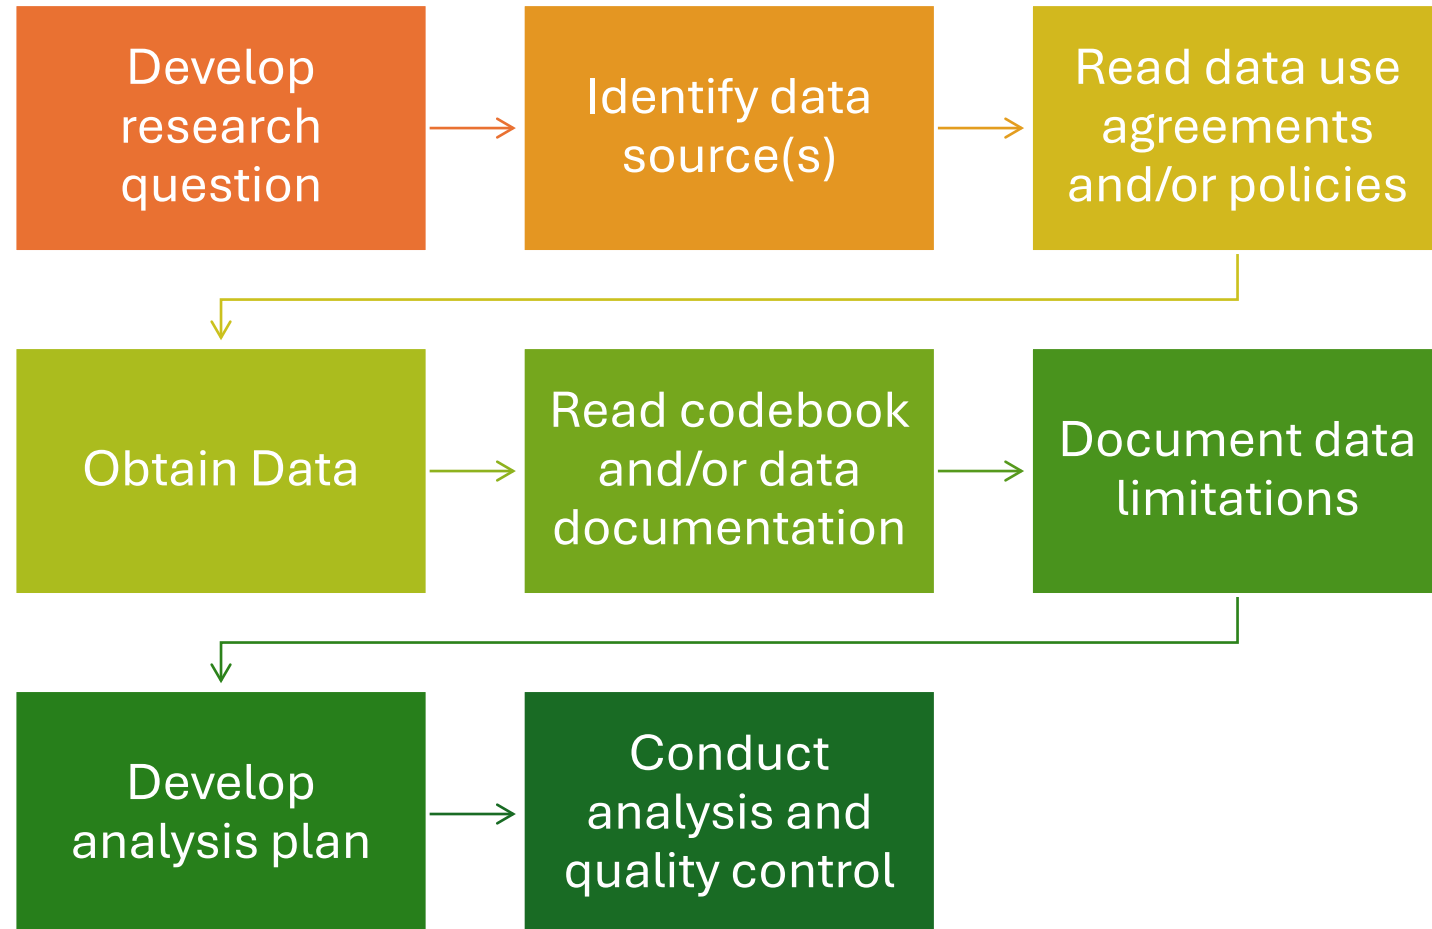 Develop
research
question
Identify data
source(s)
Read data use
agreements
and/or policies
Obtain Data
Read codebook
and/or data
documentation
Document data
limitations
Develop
analysis plan
Conduct
analysis and
quality control